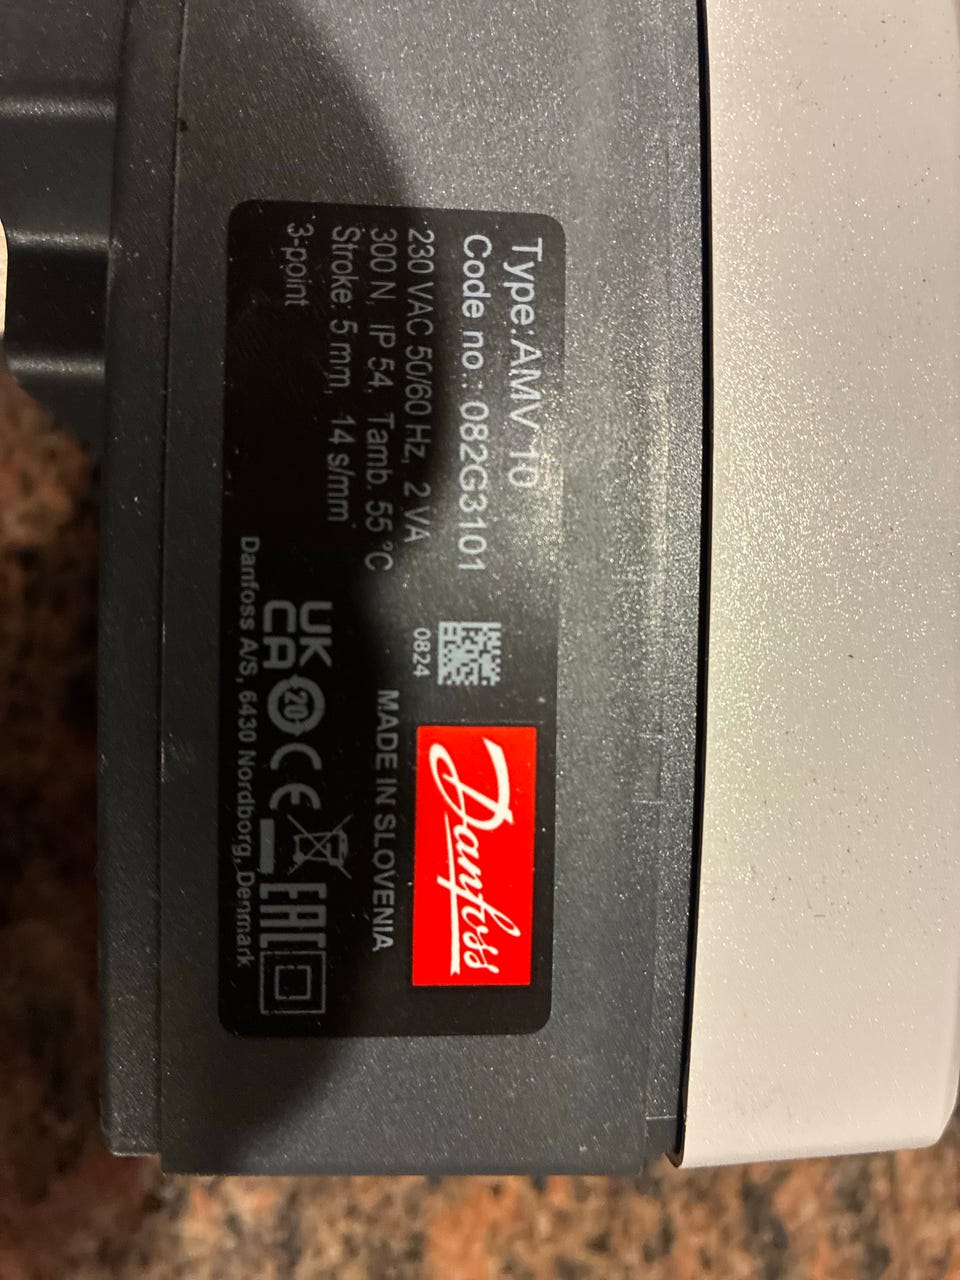 Type: AMV 10
Code no.: 082G3101
230 VAC 50/60 Hz, 2 VA
300 N, IP 54, Tamb. 55 °C
Stroke: 5 mm, 14 s/mm
3-point
0824
Danfoss
MADE IN SLOVENIA
UK
CA
20
CE
EAC
Danfoss A/S, 6430 Nordborg, Denmark